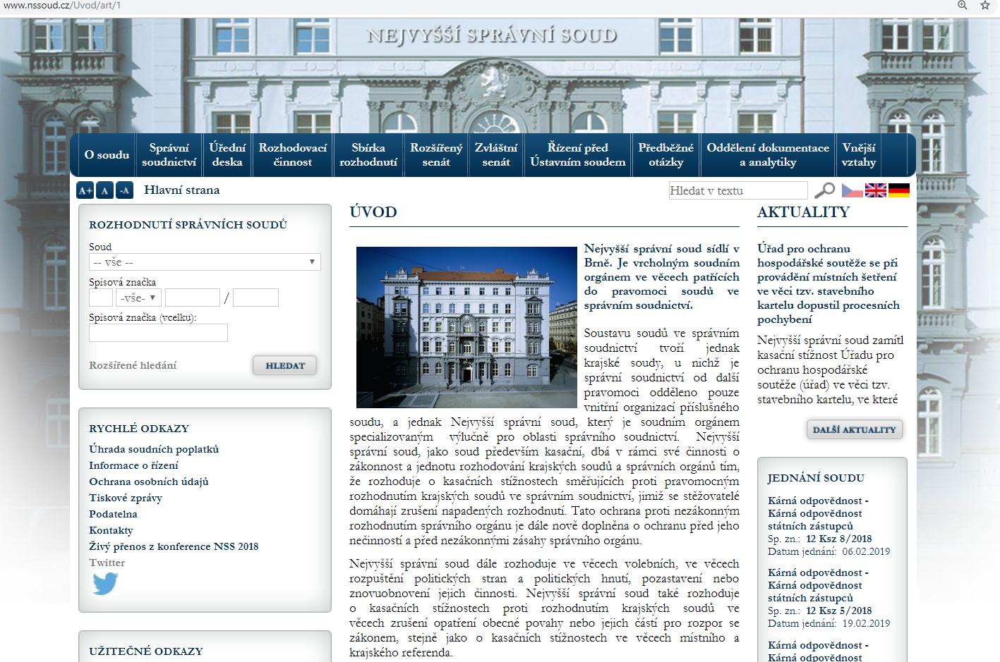 www.nssoud.cz/Uvod/art/1
NEJVYŠŠÍ SPRÁVNÍ SOUD
O soudu
Správní
soudnictví
Úřední
deska
Rozhodovací
činnost
Sbírka
rozhodnutí
Rozšířený
senát
Zvláštní
senát
Řízení před
Ústavním soudem
Předběžné
otázky
Oddělení dokumentace
a analytiky
Vnější
vztahy
A+ A -A Hlavní strana
Hledat v textu
ROZHODNUTÍ SPRÁVNÍCH SOUDŮ
Soud
-- vše --
Spisová značka
-vše- /
Spisová značka (vcelku):
Rozšířené hledání
HLEDAT
RYCHLÉ ODKAZY
Úhrada soudních poplatků
Informace o řízení
Ochrana osobních údajů
Tiskové zprávy
Podatelna
Kontakty
Živý přenos z konference NSS 2018
Twitter
UŽITEČNÉ ODKAZY
ÚVOD
Nejvyšší správní soud sídlí v
Brně. Je vrcholným soudním
orgánem ve věcech patřících
do pravomoci soudů ve
správním soudnictví.
Soustavu soudů ve správním
soudnictví tvoří jednak
krajské soudy, u nichž je
správní soudnictví od další
pravomoci odděleno pouze
vnitřní organizací příslušného
soudu, a jednak Nejvyšší správní soud, který je soudním orgánem
specializovaným výlučně pro oblasti správního soudnictví. Nejvyšší
správní soud, jako soud především kasační, dbá v rámci své činnosti o
zákonnost a jednotu rozhodování krajských soudů a správních orgánů tím,
že rozhoduje o kasačních stížnostech směřujících proti pravomocným
rozhodnutím krajských soudů ve správním soudnictví, jimiž se stěžovatelé
domáhají zrušení napadených rozhodnutí. Tato ochrana proti nezákonným
rozhodnutím správního orgánu je dále nově doplněna o ochranu před jeho
nečinností a před nezákonnými zásahy správního orgánu.
Nejvyšší správní soud dále rozhoduje ve věcech volebních, ve věcech
rozpuštění politických stran a politických hnutí, pozastavení nebo
znovuobnovení jejich činnosti. Nejvyšší správní soud také rozhoduje
o kasačních stížnostech proti rozhodnutím krajských soudů ve
věcech zrušení opatření obecné povahy nebo jejich částí pro rozpor se
zákonem, stejně jako o kasačních stížnostech ve věcech místního a
krajského referenda.
AKTUALITY
Úřad pro ochranu
hospodářské soutěže se při
provádění místních šetření
ve věci tzv. stavebního
kartelu dopustil procesních
pochybení
Nejvyšší správní soud zamítl
kasační stížnost Úřadu pro
ochranu hospodářské
soutěže (úřad) ve věci tzv.
stavebního kartelu, ve které
DALŠÍ AKTUALITY
JEDNÁNÍ SOUDU
Kárná odpovědnost -
Kárná odpovědnost
státních zástupců
Sp. zn.: 12 Ksz 8/2018
Datum jednání: 06.02.2019
Kárná odpovědnost -
Kárná odpovědnost
státních zástupců
Sp. zn.: 12 Ksz 5/2018
Datum jednání: 19.02.2019
Kárná odpovědnost -
Kárná odpovědnost